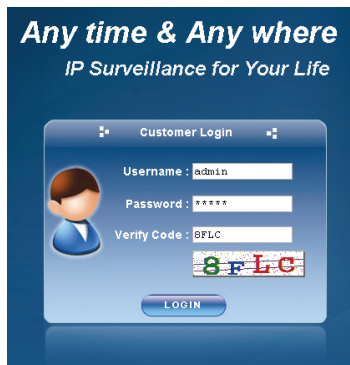 Any time & Any where
IP Surveillance for Your Life
Customer Login
Username : admin
Password : *****
Verify Code : 8FLC
8FLC
LOGIN